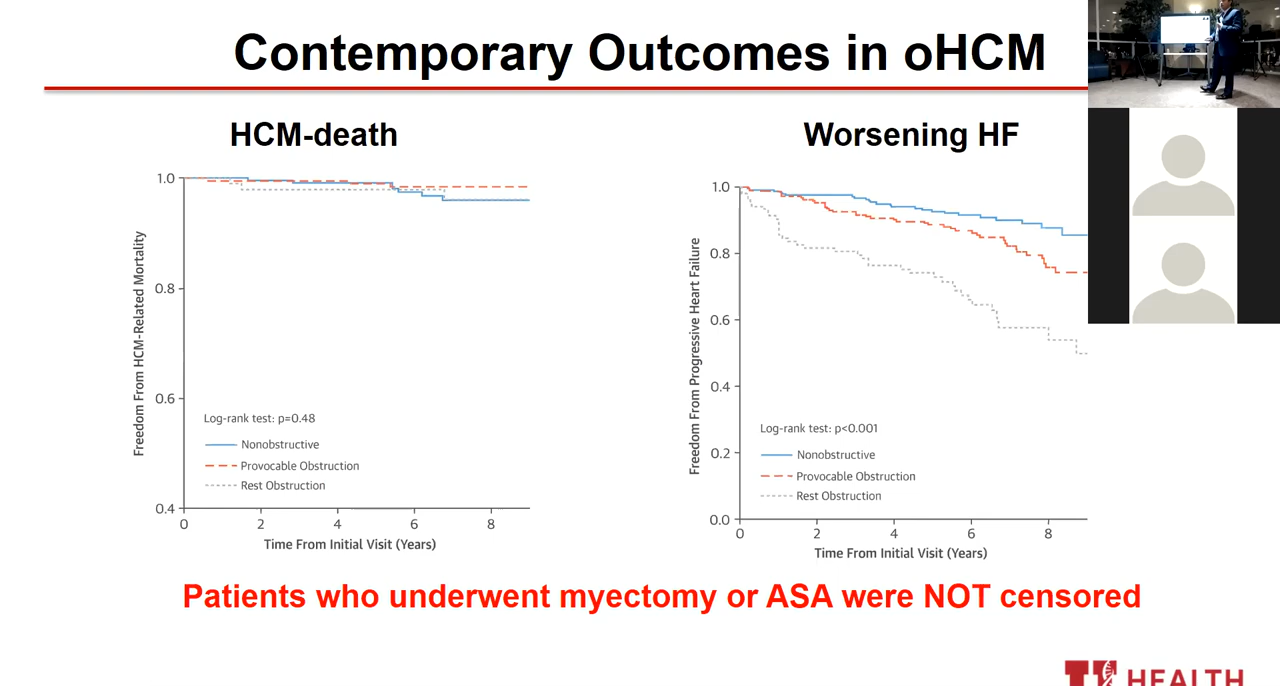 Contemporary Outcomes in oHCM
HCM-death
Freedom From HCM-Related Mortality
1.0
0.8
0.6
0.4
Log-rank test: p=0.48
Nonobstructive
Provocable Obstruction
Rest Obstruction
0 2 4 6 8
Time From Initial Visit (Years)
Worsening HF
Freedom From Progressive Heart Failure
1.0
0.8
0.6
0.4
0.2
0.0
Log-rank test: p<0.001
Nonobstructive
Provocable Obstruction
Rest Obstruction
0 2 4 6 8
Time From Initial Visit (Years)
Patients who underwent myectomy or ASA were NOT censored
HEALTH